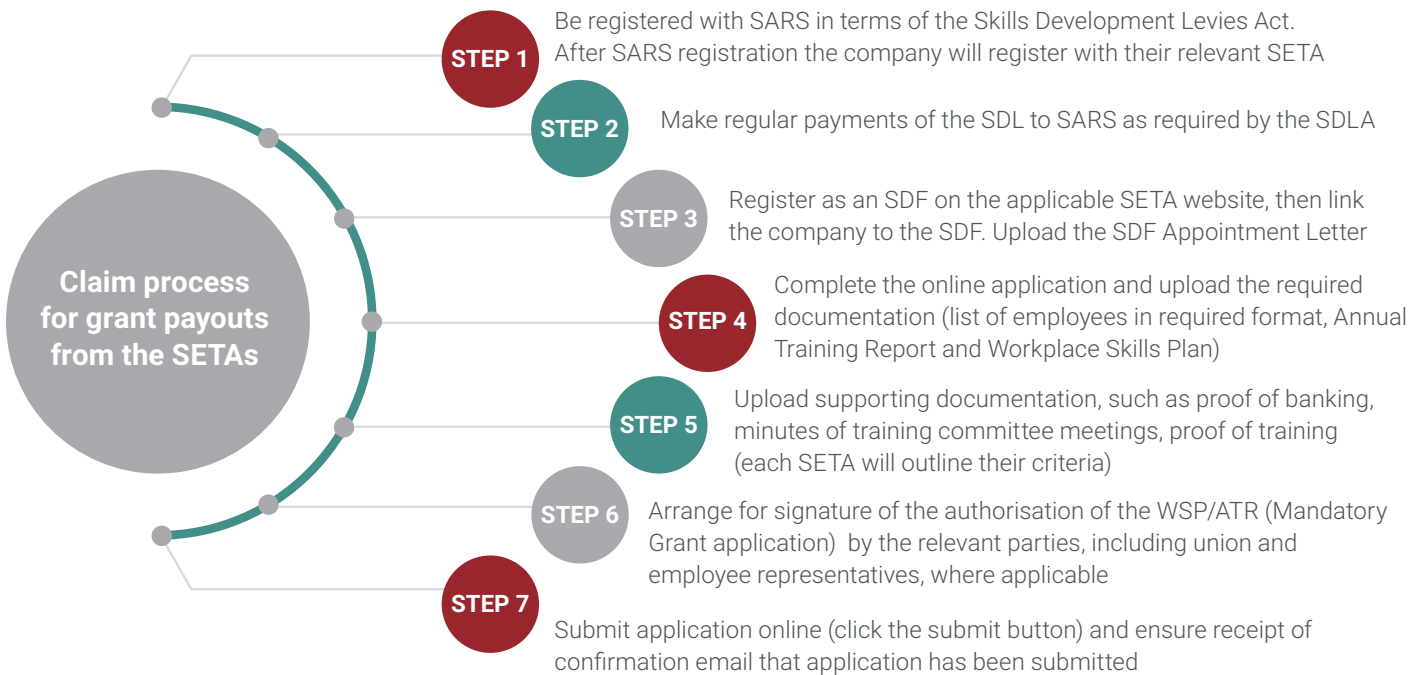 STEP 1
Be registered with SARS in terms of the Skills Development Levies Act.
After SARS registration the company will register with their relevant SETA
STEP 2
Make regular payments of the SDL to SARS as required by the SDLA
STEP 3
Register as an SDF on the applicable SETA website, then link
the company to the SDF. Upload the SDF Appointment Letter
Claim process
for grant payouts
from the SETAs
STEP 4
Complete the online application and upload the required
documentation (list of employees in required format, Annual
Training Report and Workplace Skills Plan)
STEP 5
Upload supporting documentation, such as proof of banking,
minutes of training committee meetings, proof of training
(each SETA will outline their criteria)
STEP 6
Arrange for signature of the authorisation of the WSP/ATR (Mandatory
Grant application)  by the relevant parties, including union and
employee representatives, where applicable
STEP 7
Submit application online (click the submit button) and ensure receipt of
confirmation email that application has been submitted